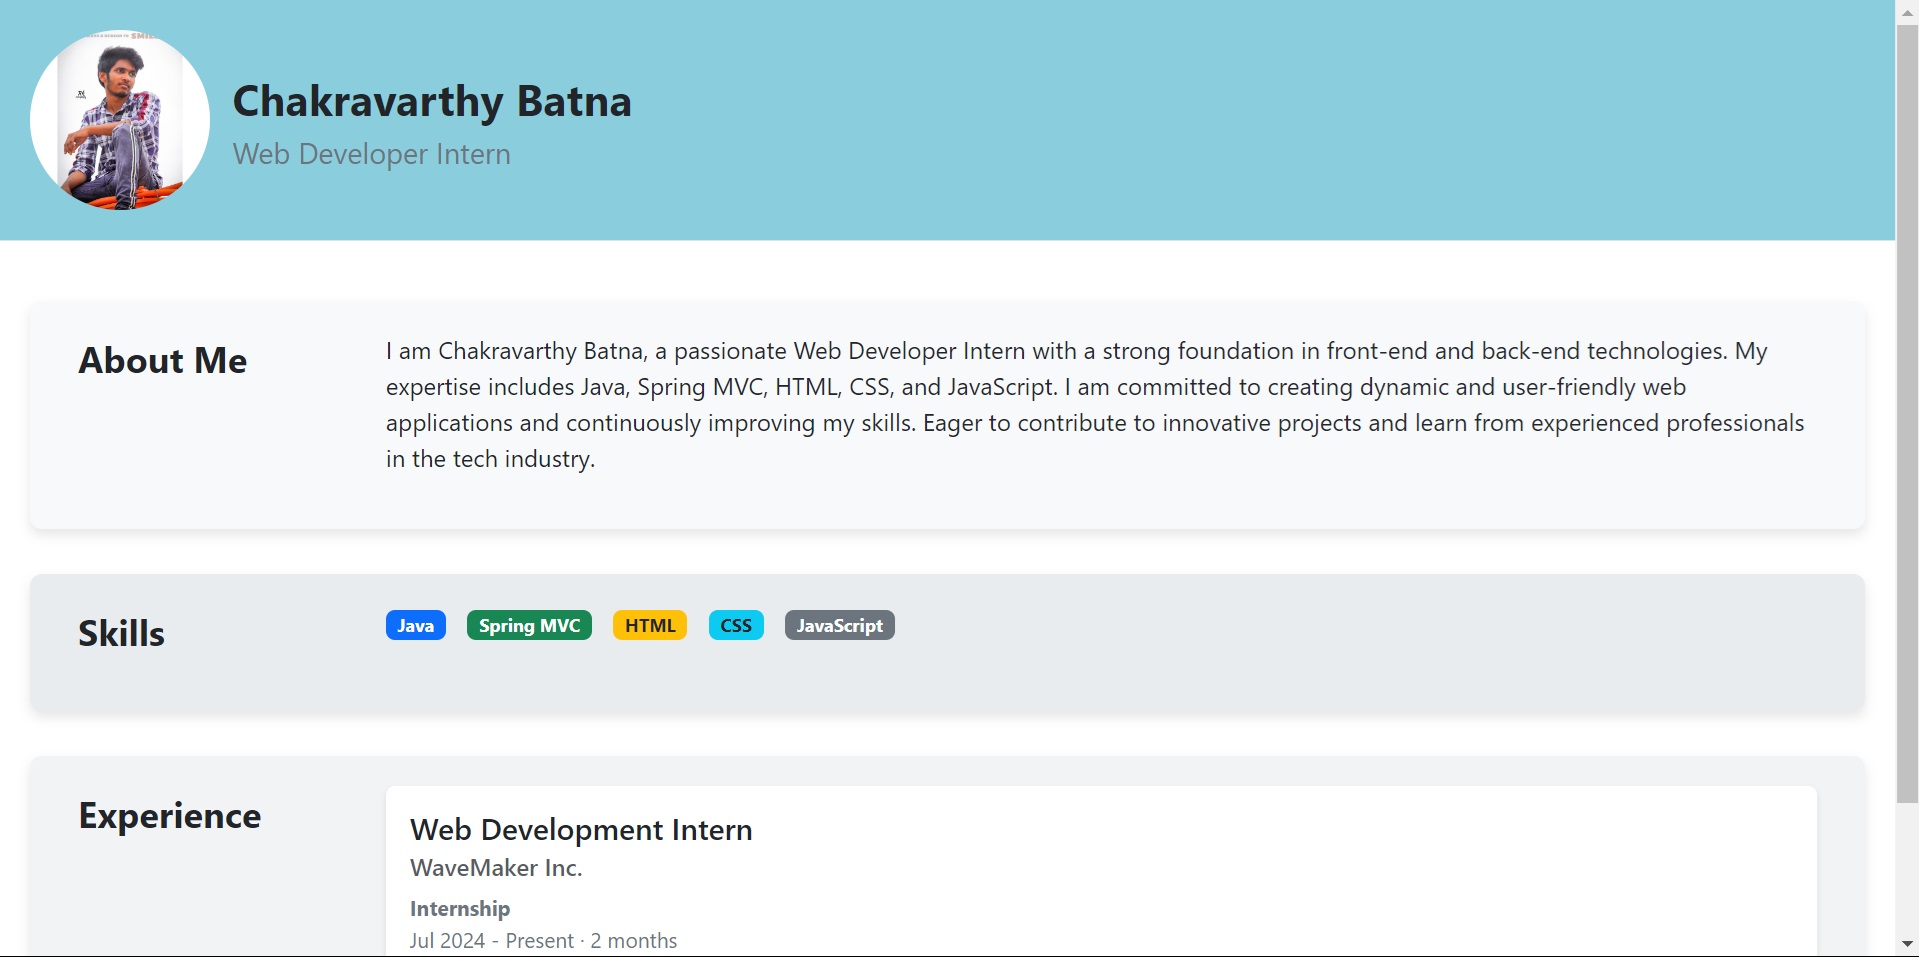 Chakravarthy Batna
Web Developer Intern
About Me
I am Chakravarthy Batna, a passionate Web Developer Intern with a strong foundation in front-end and back-end technologies. My
expertise includes Java, Spring MVC, HTML, CSS, and JavaScript. I am committed to creating dynamic and user-friendly web
applications and continuously improving my skills. Eager to contribute to innovative projects and learn from experienced professionals
in the tech industry.
Skills
Java Spring MVC HTML CSS JavaScript
Experience
Web Development Intern
WaveMaker Inc.
Internship
Jul 2024 - Present · 2 months